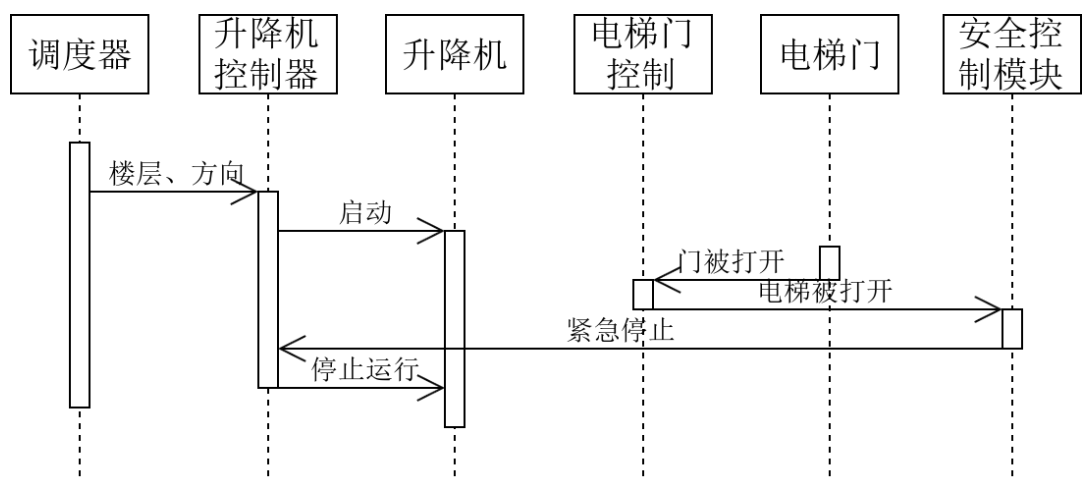 调度器
升降机
控制器
升降机
电梯门
控制
电梯门
安全控
制模块
楼层、方向
启动
门被打开
电梯被打开
紧急停止
停止运行